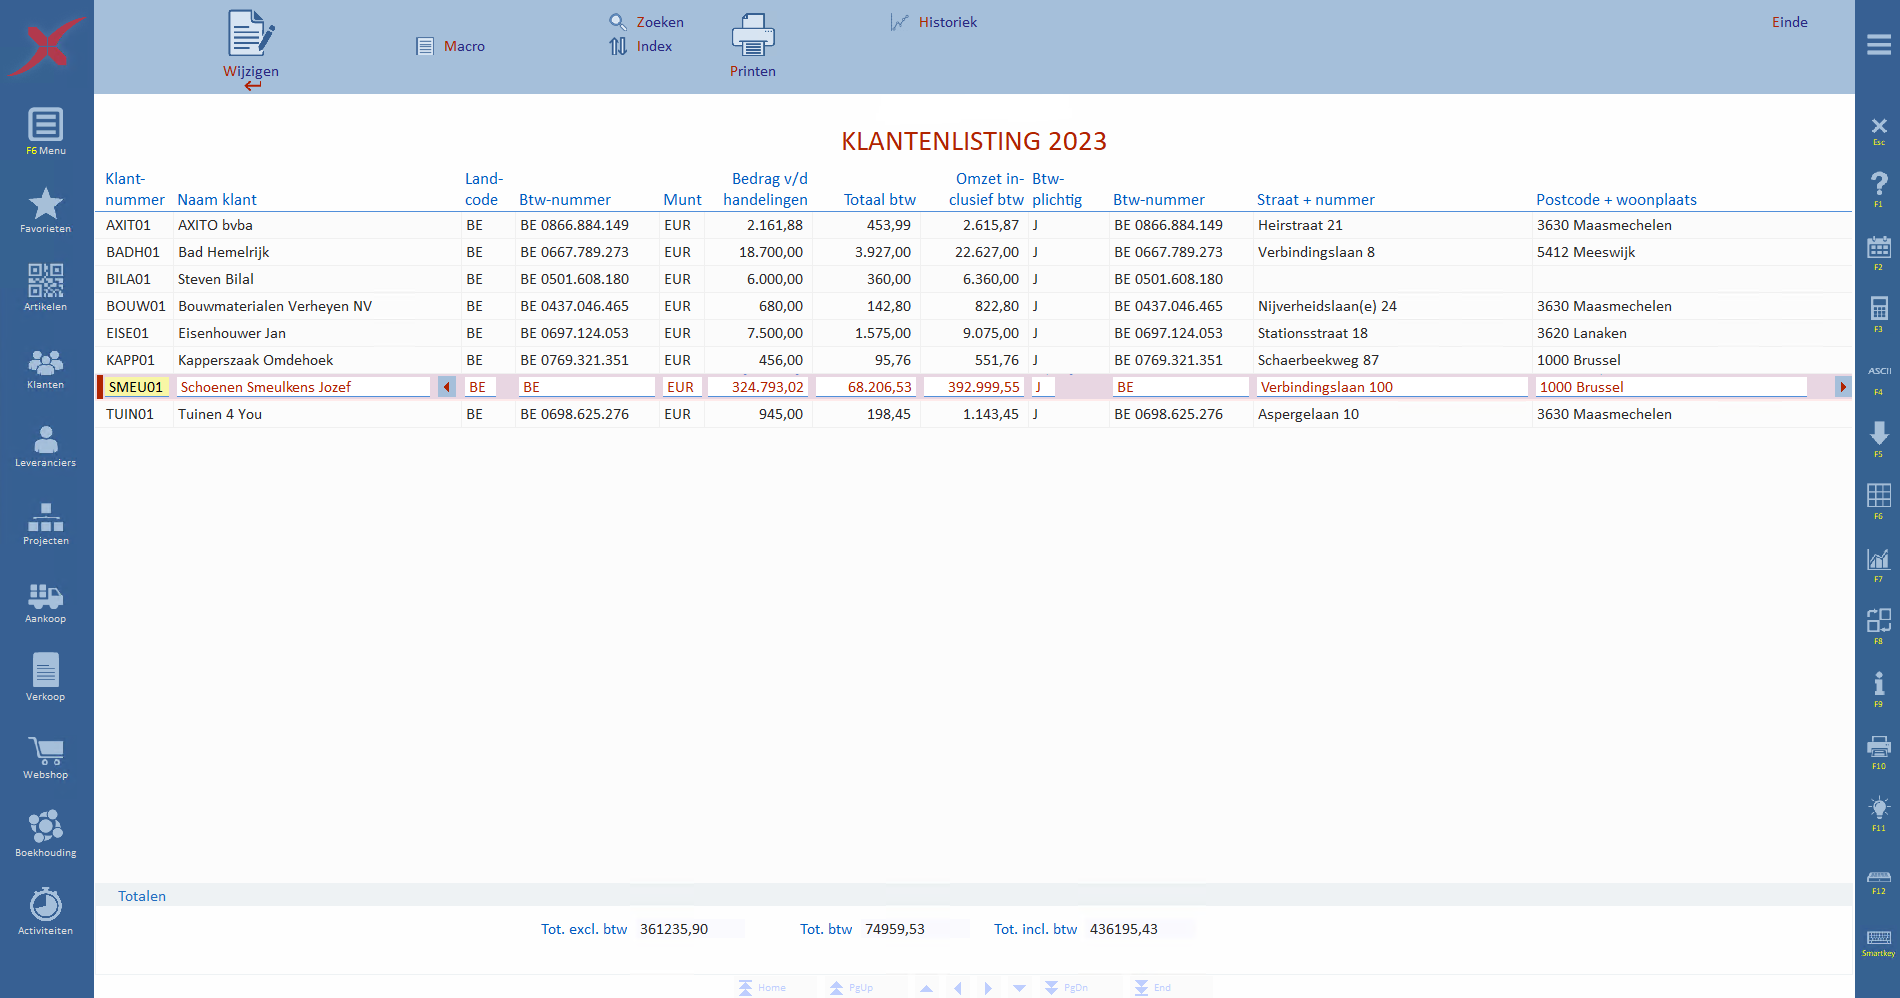 Wijzigen
Macro
Zoeken
Index
Printen
Historiek
Einde
F6 Menu
Favorieten
Artikelen
Klanten
Leveranciers
Projecten
Aankoop
Verkoop
Webshop
Boekhouding
Activiteiten
KLANTENLISTING 2023
Klant-nummer Naam klant Land-code Btw-nummer Munt Bedrag v/d handelingen Totaal btw Omzet in-clusief btw Btw-plichtig Btw-nummer Straat + nummer Postcode + woonplaats
AXIT01 AXITO bvba BE BE 0866.884.149 EUR 2.161,88 453,99 2.615,87 J BE 0866.884.149 Heirstraat 21 3630 Maasmechelen
BADH01 Bad Hemelrijk BE BE 0667.789.273 EUR 18.700,00 3.927,00 22.627,00 J BE 0667.789.273 Verbindingslaan 8 5412 Meeswijk
BILA01 Steven Bilal BE BE 0501.608.180 EUR 6.000,00 360,00 6.360,00 J BE 0501.608.180
BOUW01 Bouwmaterialen Verheyen NV BE BE 0437.046.465 EUR 680,00 142,80 822,80 J BE 0437.046.465 Nijverheidslaan(e) 24 3630 Maasmechelen
EISE01 Eisenhouwer Jan BE BE 0697.124.053 EUR 7.500,00 1.575,00 9.075,00 J BE 0697.124.053 Stationsstraat 18 3620 Lanaken
KAPP01 Kapperszaak Omdehoek BE BE 0769.321.351 EUR 456,00 95,76 551,76 J BE 0769.321.351 Schaerbeekweg 87 1000 Brussel
SMEU01 Schoenen Smeulkens Jozef BE BE EUR 324.793,02 68.206,53 392.999,55 J BE Verbindingslaan 100 1000 Brussel
TUIN01 Tuinen 4 You BE BE 0698.625.276 EUR 945,00 198,45 1.143,45 J BE 0698.625.276 Aspergelaan 10 3630 Maasmechelen
Totalen
Tot. excl. btw 361235,90 Tot. btw 74959,53 Tot. incl. btw 436195,43
Home PgUp PgDn End
Esc
F1
F2
F3
ASCII
F4
F5
F6
F7
F8
F9
F10
F11
F12
Smartkey